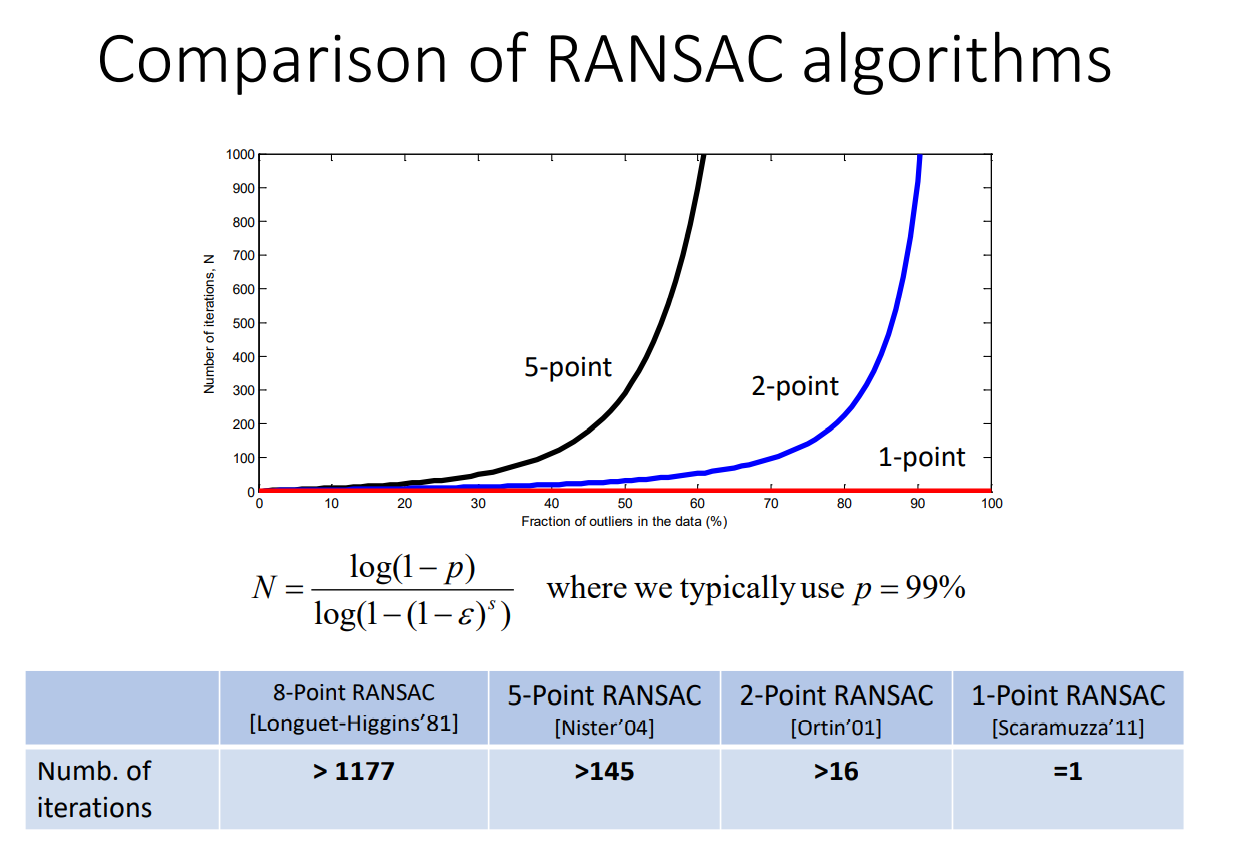 Comparison of RANSAC algorithms
1000
900
800
700
600
500
400
300
200
100
0
Number of iterations, N
5-point
2-point
1-point
0 10 20 30 40 50 60 70 80 90 100
Fraction of outliers in the data (%)
N = log(1 − p) / log(1 − (1 − ε)^s) where we typically use p = 99%
8-Point RANSAC 5-Point RANSAC 2-Point RANSAC 1-Point RANSAC
[Longuet-Higgins’81] [Nister’04] [Ortin’01] [Scaramuzza’11]
Numb. of > 1177 >145 >16 =1
iterations